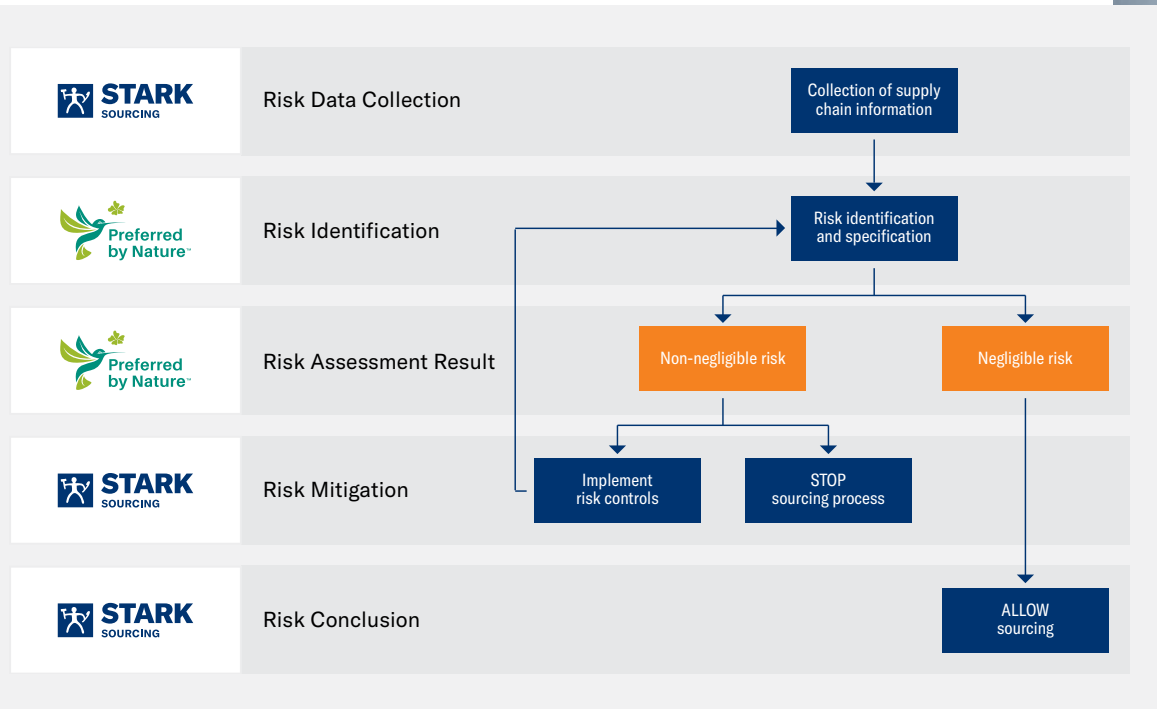 STARK
SOURCING
Risk Data Collection
Collection of supply
chain information
Preferred
by Nature™
Risk Identification
Risk identification
and specification
Preferred
by Nature™
Risk Assessment Result
Non-negligible risk
Negligible risk
STARK
SOURCING
Risk Mitigation
Implement
risk controls
STOP
sourcing process
STARK
SOURCING
Risk Conclusion
ALLOW
sourcing